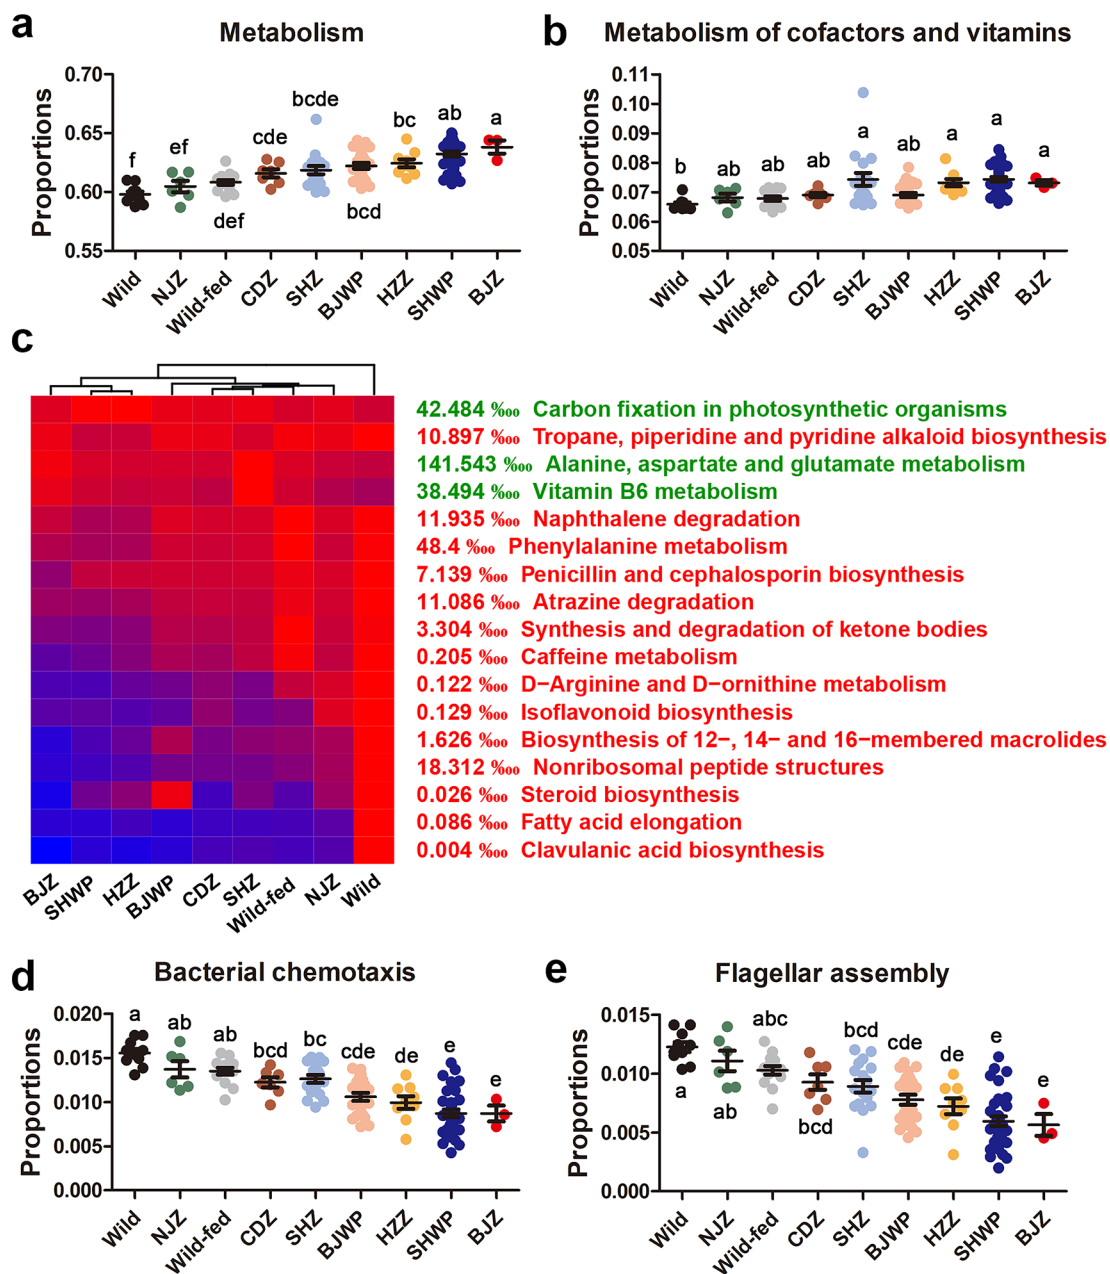 a
Metabolism
Proportions
0.70
0.65
0.60
0.55
f
ef
def
cde
bcde
bcd
bc
ab
a
Wild
NJZ
Wild-fed
CDZ
SHZ
BJWP
HZZ
SHWP
BJZ
b
Metabolism of cofactors and vitamins
Proportions
0.11
0.10
0.09
0.08
0.07
0.06
0.05
b
ab
ab
ab
a
ab
a
a
a
Wild
NJZ
Wild-fed
CDZ
SHZ
BJWP
HZZ
SHWP
BJZ
c
42.484 ‱ Carbon fixation in photosynthetic organisms
10.897 ‱ Tropane, piperidine and pyridine alkaloid biosynthesis
141.543 ‱ Alanine, aspartate and glutamate metabolism
38.494 ‱ Vitamin B6 metabolism
11.935 ‱ Naphthalene degradation
48.4 ‱ Phenylalanine metabolism
7.139 ‱ Penicillin and cephalosporin biosynthesis
11.086 ‱ Atrazine degradation
3.304 ‱ Synthesis and degradation of ketone bodies
0.205 ‱ Caffeine metabolism
0.122 ‱ D−Arginine and D−ornithine metabolism
0.129 ‱ Isoflavonoid biosynthesis
1.626 ‱ Biosynthesis of 12−, 14− and 16−membered macrolides
18.312 ‱ Nonribosomal peptide structures
0.026 ‱ Steroid biosynthesis
0.086 ‱ Fatty acid elongation
0.004 ‱ Clavulanic acid biosynthesis
BJZ
SHWP
HZZ
BJWP
CDZ
SHZ
Wild-fed
NJZ
Wild
d
Bacterial chemotaxis
Proportions
0.020
0.015
0.010
0.005
0.000
a
ab
ab
bcd
bc
cde
de
e
e
Wild
NJZ
Wild-fed
CDZ
SHZ
BJWP
HZZ
SHWP
BJZ
e
Flagellar assembly
Proportions
0.015
0.010
0.005
0.000
a
ab
abc
bcd
bcd
cde
de
e
e
Wild
NJZ
Wild-fed
CDZ
SHZ
BJWP
HZZ
SHWP
BJZ